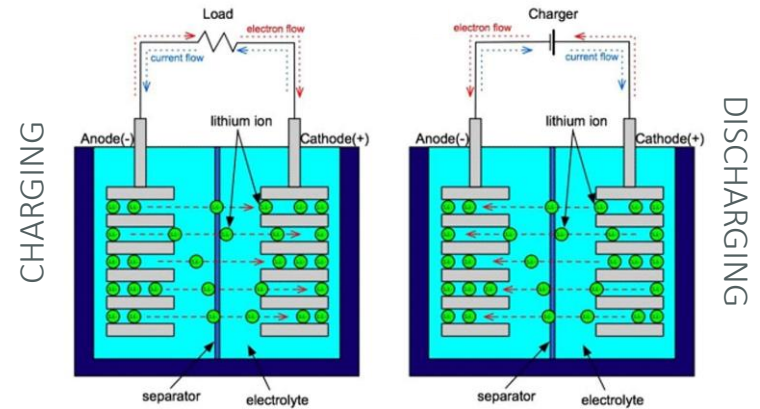 CHARGING
Load
electron flow
current flow
Anode(-)
lithium ion
Cathode(+)
separator
electrolyte
Charger
electron flow
current flow
Anode(-)
lithium ion
Cathode(+)
separator
electrolyte
DISCHARGING